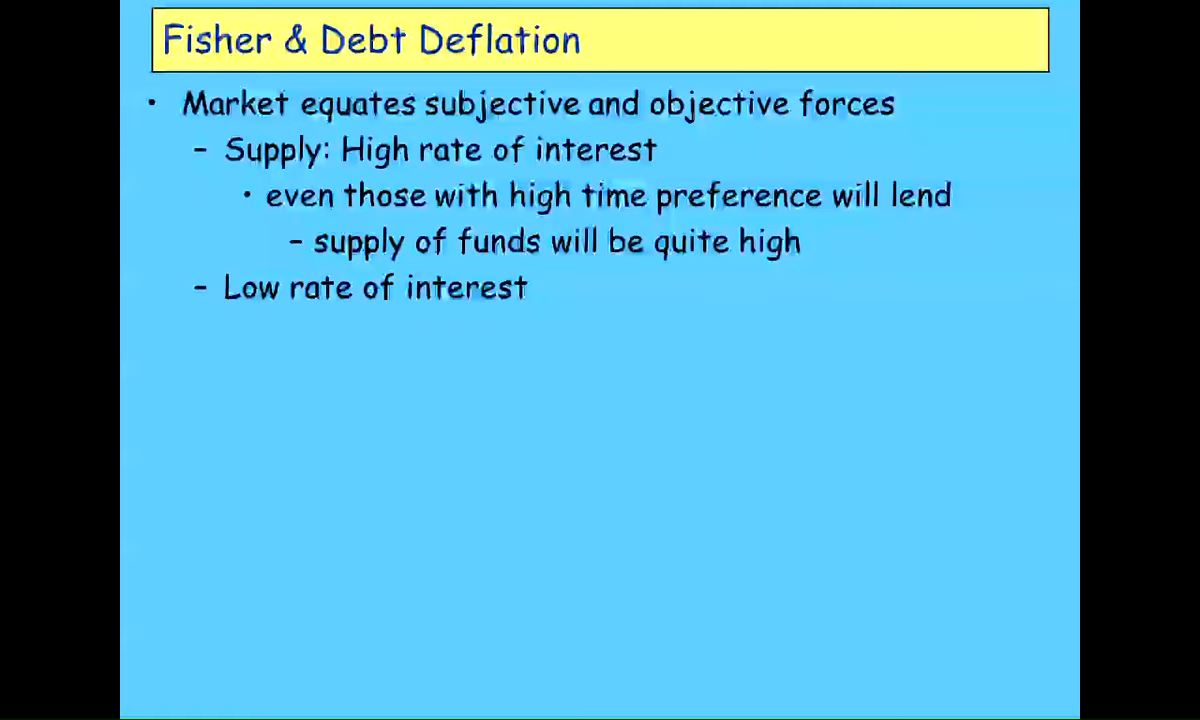 Fisher & Debt Deflation
• Market equates subjective and objective forces
– Supply: High rate of interest
• even those with high time preference will lend
– supply of funds will be quite high
– Low rate of interest